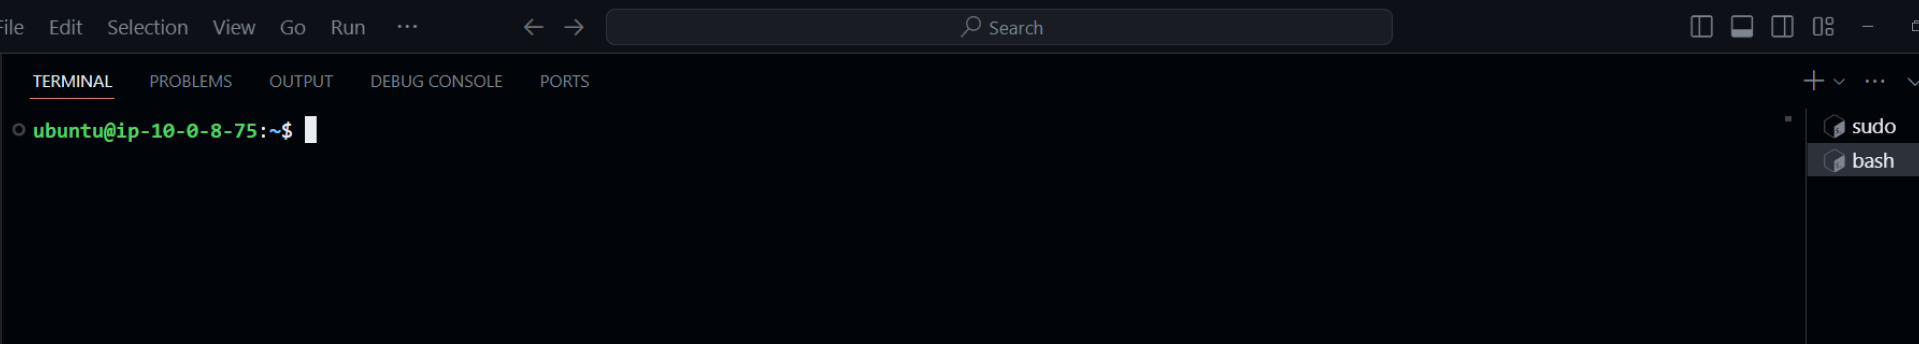 File Edit Selection View Go Run ··· Search
TERMINAL PROBLEMS OUTPUT DEBUG CONSOLE PORTS
ubuntu@ip-10-0-8-75:~$
sudo
bash